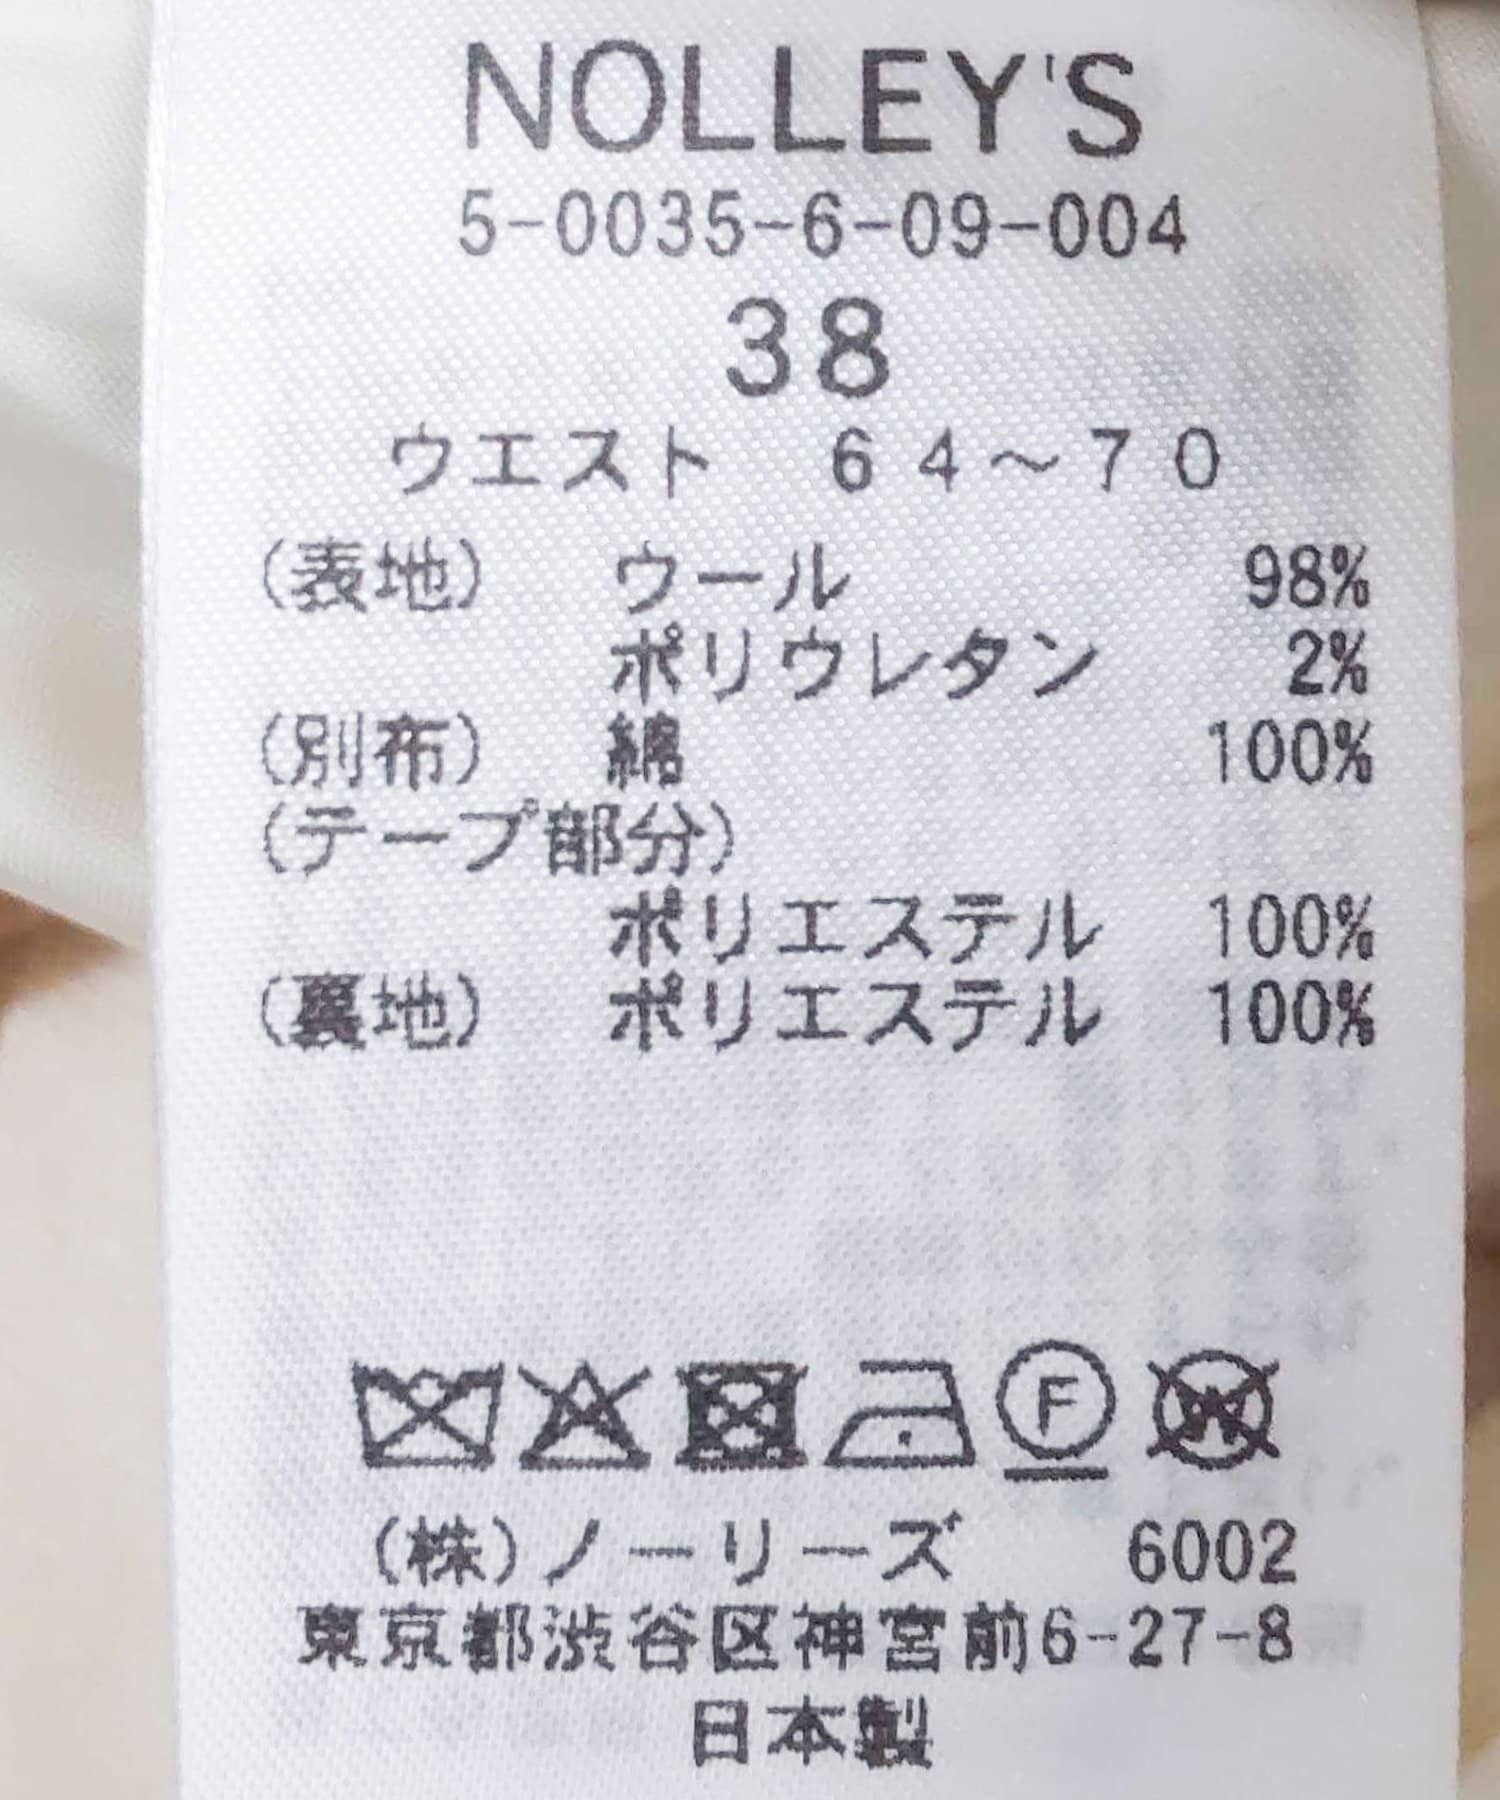 NOLLEY'S
5-0035-6-09-004
38
ウエスト 64～70
(表地) ウール 98%
ポリウレタン 2%
(別布) 綿 100%
(テープ部分)
ポリエステル 100%
(裏地) ポリエステル 100%
F W
(株)ノーリーズ 6002
東京都渋谷区神宮前6-27-8
日本製